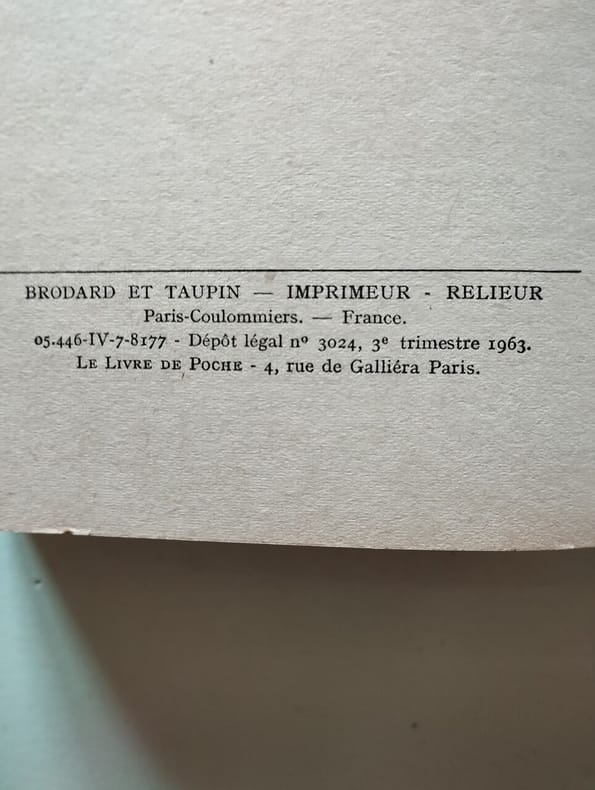 BRODARD ET TAUPIN — IMPRIMEUR - RELIEUR
Paris-Coulommiers. — France.
05.446-IV-7-8177 - Dépôt légal nº 3024, 3e trimestre 1963.
LE LIVRE DE POCHE - 4, rue de Galliéra Paris.